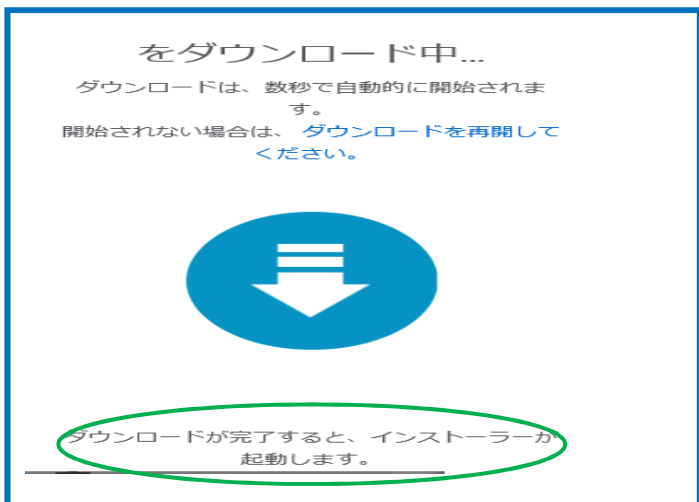 をダウンロード中...
ダウンロードは、数秒で自動的に開始されま
す。
開始されない場合は、 ダウンロードを再開して
ください。
ダウンロードが完了すると、インストーラーが
起動します。